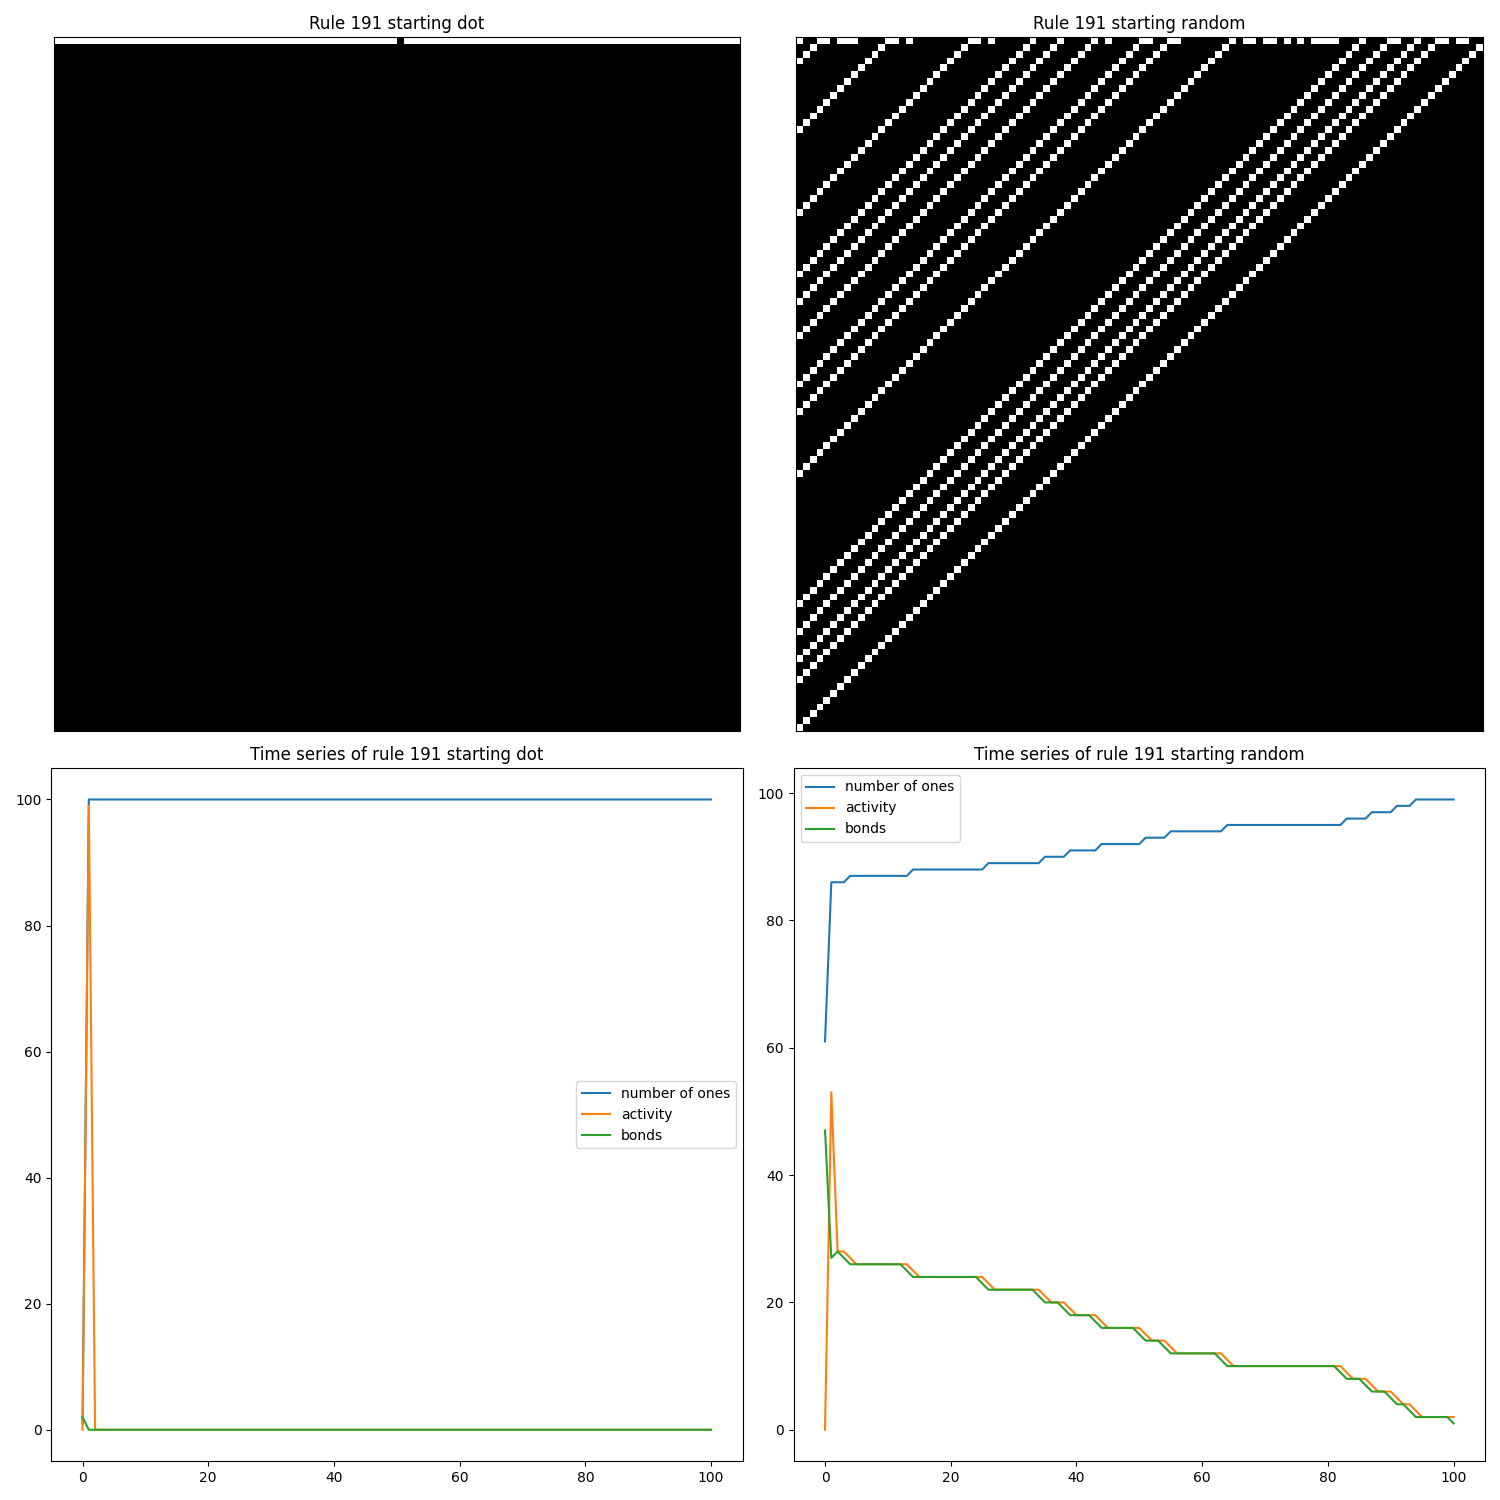 Rule 191 starting dot
Rule 191 starting random
Time series of rule 191 starting dot
100
80
60
40
20
0
0 20 40 60 80 100
number of ones
activity
bonds
Time series of rule 191 starting random
100
80
60
40
20
0
0 20 40 60 80 100
number of ones
activity
bonds